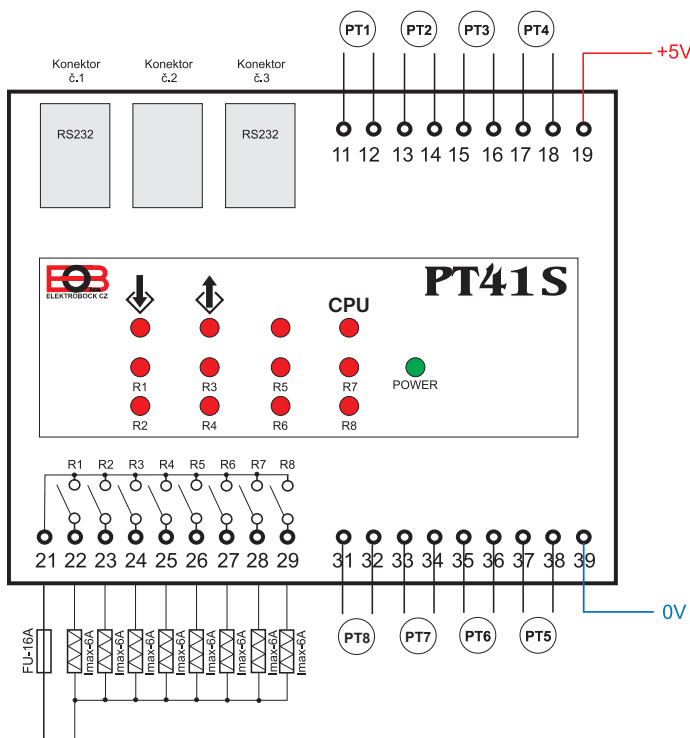 PT1 PT2 PT3 PT4
+5V
Konektor č.1
Konektor č.2
Konektor č.3
RS232
RS232
11 12 13 14 15 16 17 18 19
EOB
ELEKTROBOCK CZ
PT41S
CPU
R1 R3 R5 R7
POWER
R2 R4 R6 R8
R1 R2 R3 R4 R5 R6 R7 R8
21 22 23 24 25 26 27 28 29
31 32 33 34 35 36 37 38 39
0V
PT8 PT7 PT6 PT5
FU-16A
Imax-6A
Imax-6A
Imax-6A
Imax-6A
Imax-6A
Imax-6A
Imax-6A
Imax-6A